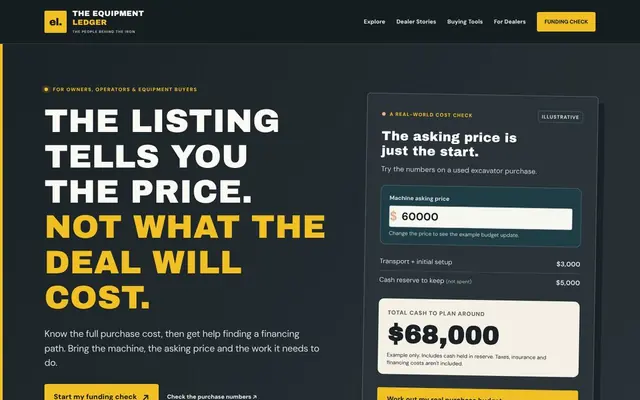 el.
THE EQUIPMENT
LEDGER
THE PEOPLE BEHIND THE IRON
Explore
Dealer Stories
Buying Tools
For Dealers
FUNDING CHECK
FOR OWNERS, OPERATORS & EQUIPMENT BUYERS
THE LISTING
TELLS YOU
THE PRICE.
NOT WHAT THE
DEAL WILL
COST.
Know the full purchase cost, then get help finding a financing
path. Bring the machine, the asking price and the work it needs to
do.
Start my funding check ↗
Check the purchase numbers ↗
A REAL-WORLD COST CHECK
ILLUSTRATIVE
The asking price is
just the start.
Try the numbers on a used excavator purchase.
Machine asking price
$ 60000
Change the price to see the example budget update.
Transport + initial setup $3,000
Cash reserve to keep (not spent) $5,000
TOTAL CASH TO PLAN AROUND
$68,000
Example only. Includes cash held in reserve. Taxes, insurance and
financing costs aren't included.
Work out my real purchase budget